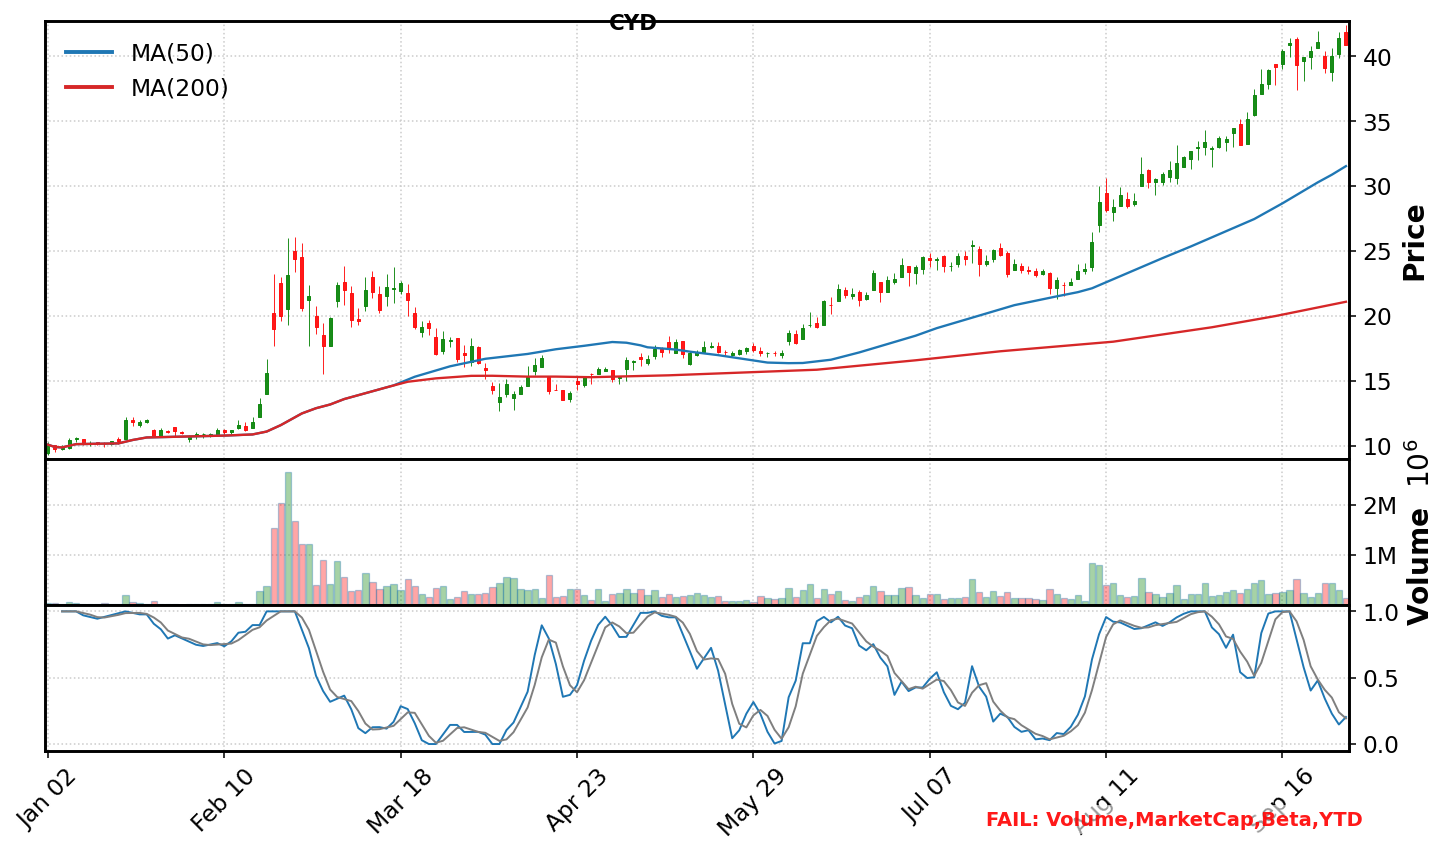 CYD
MA(50)
MA(200)
40
35
30
25
20
15
10
Price
10⁶
2M
1M
Volume
1.0
0.5
0.0
Jan 02
Feb 10
Mar 18
Apr 23
May 29
Jul 07
Aug 11
Sep 16
FAIL: Volume,MarketCap,Beta,YTD